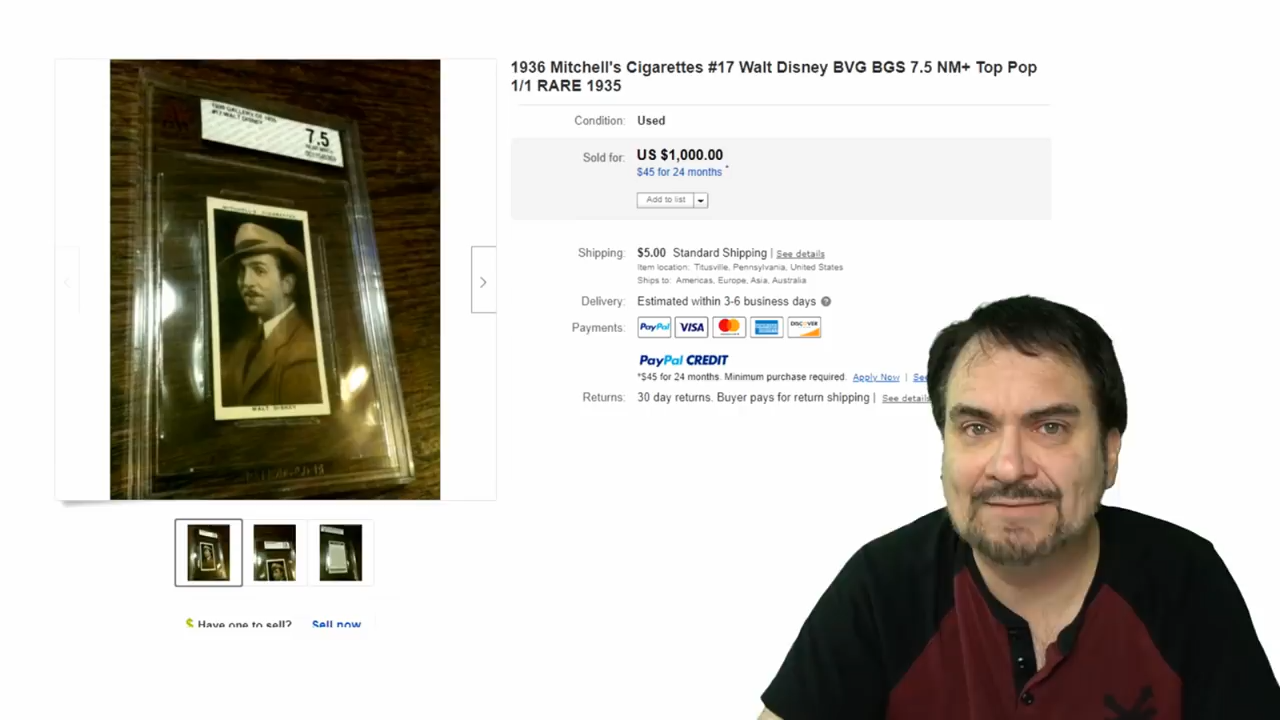 7.5
WALT DISNEY
1936 Mitchell's Cigarettes #17 Walt Disney BVG BGS 7.5 NM+ Top Pop
1/1 RARE 1935
Condition: Used
Sold for: US $1,000.00
$45 for 24 months *
Add to list
Shipping: $5.00 Standard Shipping | See details
Item location: Titusville, Pennsylvania, United States
Ships to: Americas, Europe, Asia, Australia
Delivery: Estimated within 3-6 business days ?
Payments: PayPal VISA MasterCard AMERICAN EXPRESS DISCOVER
PayPal CREDIT
*$45 for 24 months. Minimum purchase required. Apply Now | See
Returns: 30 day returns. Buyer pays for return shipping | See details
$ Have one to sell? Sell now